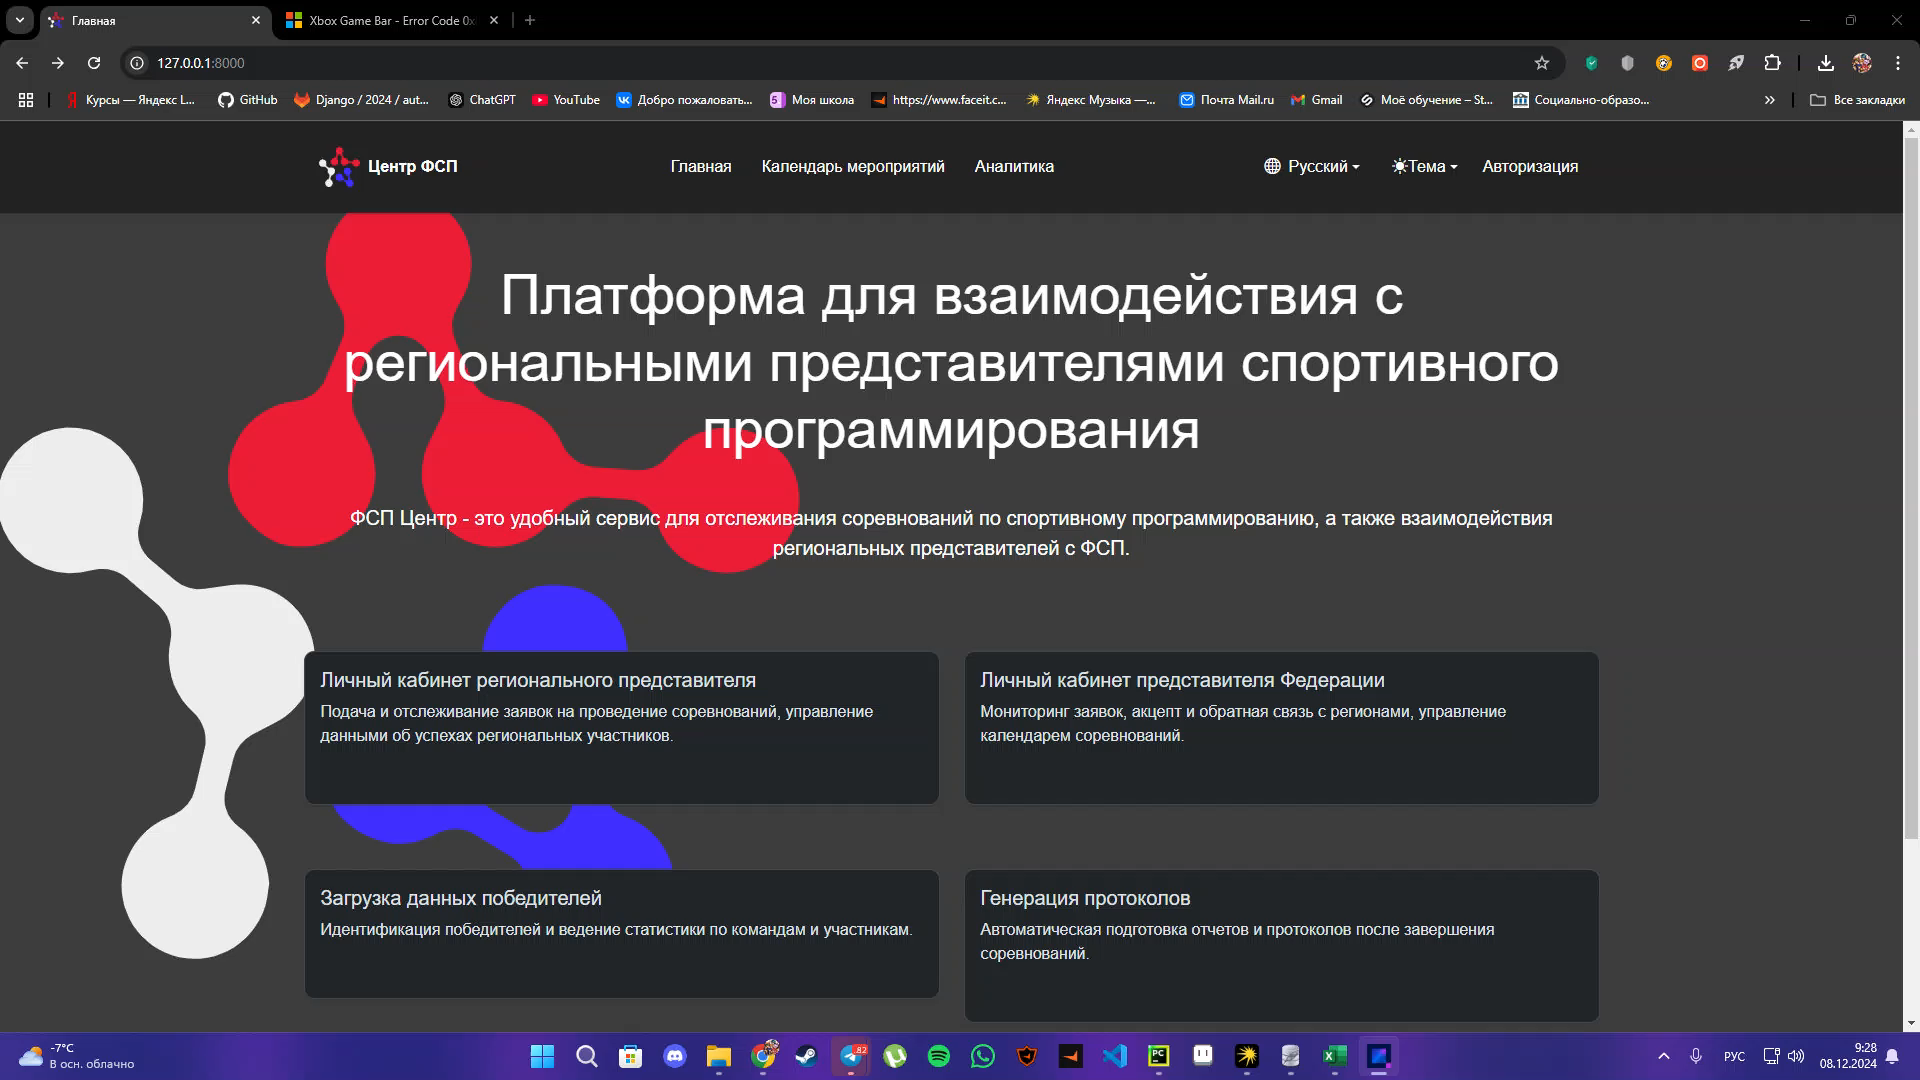 Главная
Xbox Game Bar - Error Code 0x
127.0.0.1:8000
Курсы — Яндекс L...
GitHub
Django / 2024 / aut...
ChatGPT
YouTube
Добро пожаловать...
Моя школа
https://www.faceit.c...
Яндекс Музыка —...
Почта Mail.ru
Gmail
Моё обучение – St...
Социально-образо...
Все закладки
Центр ФСП
Главная
Календарь мероприятий
Аналитика
Русский
Тема
Авторизация
Платформа для взаимодействия с
региональными представителями спортивного
программирования
ФСП Центр - это удобный сервис для отслеживания соревнований по спортивному программированию, а также взаимодействия
региональных представителей с ФСП.
Личный кабинет регионального представителя
Подача и отслеживание заявок на проведение соревнований, управление
данными об успехах региональных участников.
Личный кабинет представителя Федерации
Мониторинг заявок, акцепт и обратная связь с регионами, управление
календарем соревнований.
Загрузка данных победителей
Идентификация победителей и ведение статистики по командам и участникам.
Генерация протоколов
Автоматическая подготовка отчетов и протоколов после завершения
соревнований.
-7°C
В осн. облачно
82
PC
РУС
9:28
08.12.2024